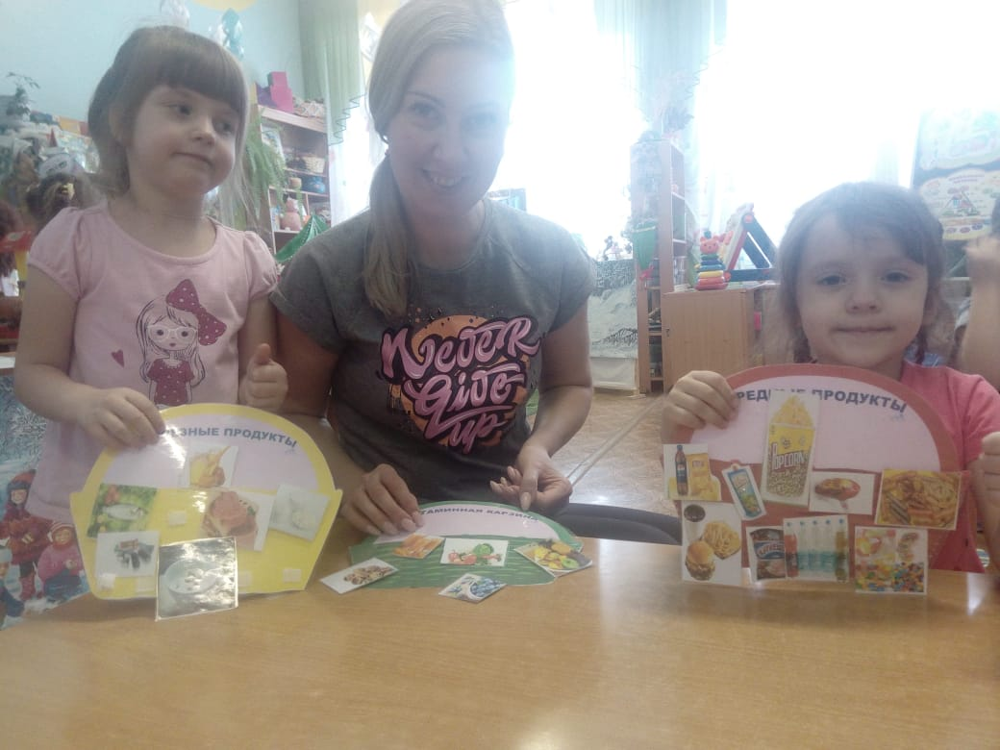 ЕЗНЫЕ ПРОДУКТЫ
Never
Give
up
ТАМИННАЯ КАРЗИНА
РЕДНЫЕ ПРОДУКТЫ
POPCORN